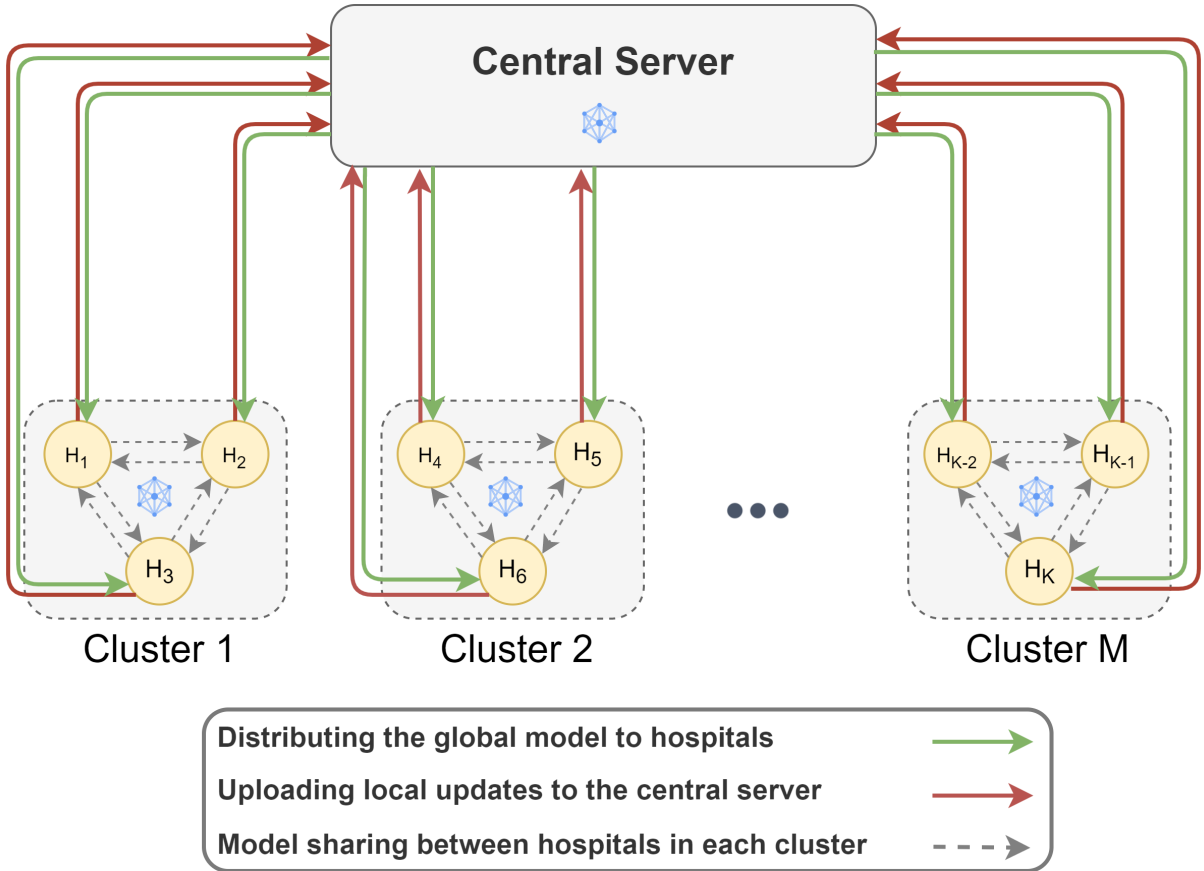 Central Server
H1
H2
H3
H4
H5
H6
HK-2
HK-1
HK
Cluster 1
Cluster 2
Cluster M
Distributing the global model to hospitals
Uploading local updates to the central server
Model sharing between hospitals in each cluster